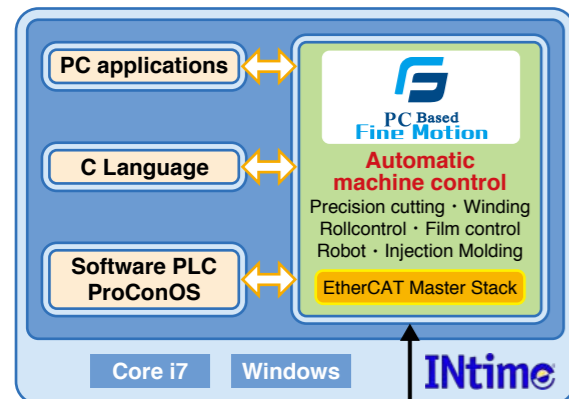 PC applications
C Language
Software PLC
ProConOS
PC Based
Fine Motion
Automatic
machine control
Precision cutting・Winding
Rollcontrol・Film control
Robot・Injection Molding
EtherCAT Master Stack
Core i7
Windows
INtime